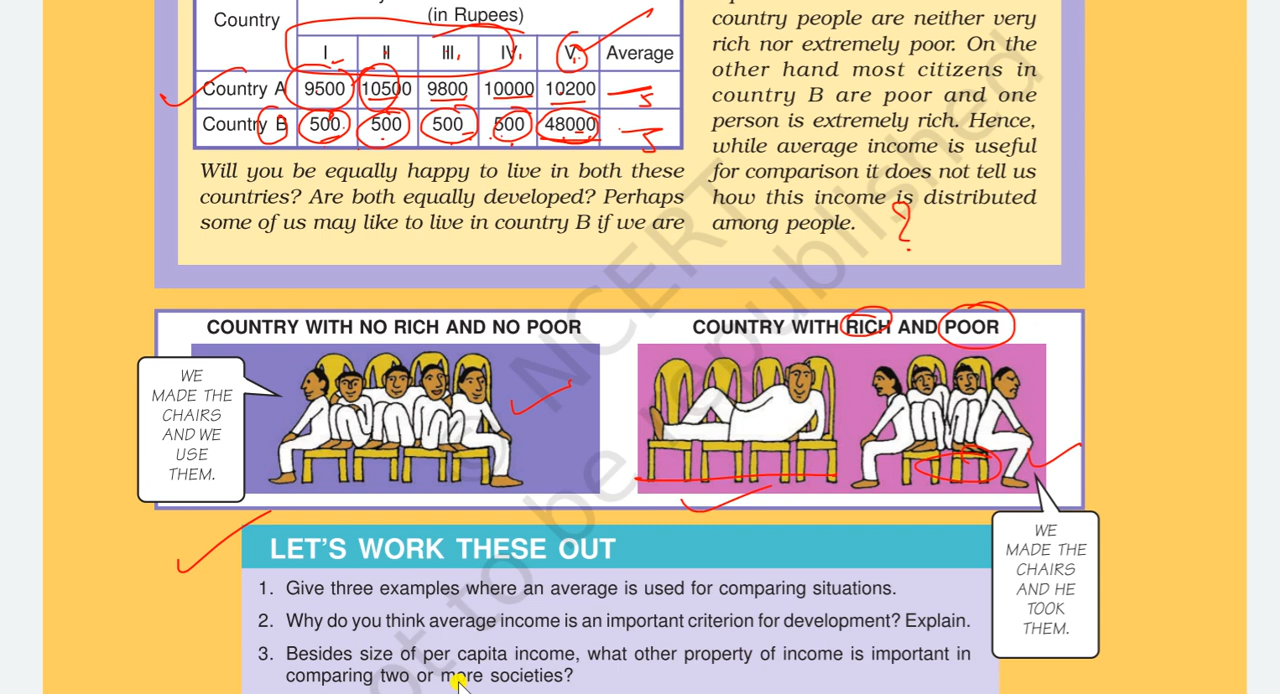 (in Rupees)
Country
I II III IV V Average
Country A 9500 10500 9800 10000 10200
Country B 500 500 500 500 48000
Will you be equally happy to live in both these
countries? Are both equally developed? Perhaps
some of us may like to live in country B if we are
country people are neither very
rich nor extremely poor. On the
other hand most citizens in
country B are poor and one
person is extremely rich. Hence,
while average income is useful
for comparison it does not tell us
how this income is distributed
among people.
?
COUNTRY WITH NO RICH AND NO POOR
COUNTRY WITH RICH AND POOR
WE
MADE THE
CHAIRS
AND WE
USE
THEM.
WE
MADE THE
CHAIRS
AND HE
TOOK
THEM.
LET'S WORK THESE OUT
1. Give three examples where an average is used for comparing situations.
2. Why do you think average income is an important criterion for development? Explain.
3. Besides size of per capita income, what other property of income is important in
comparing two or more societies?
© NCERT
not to be republished